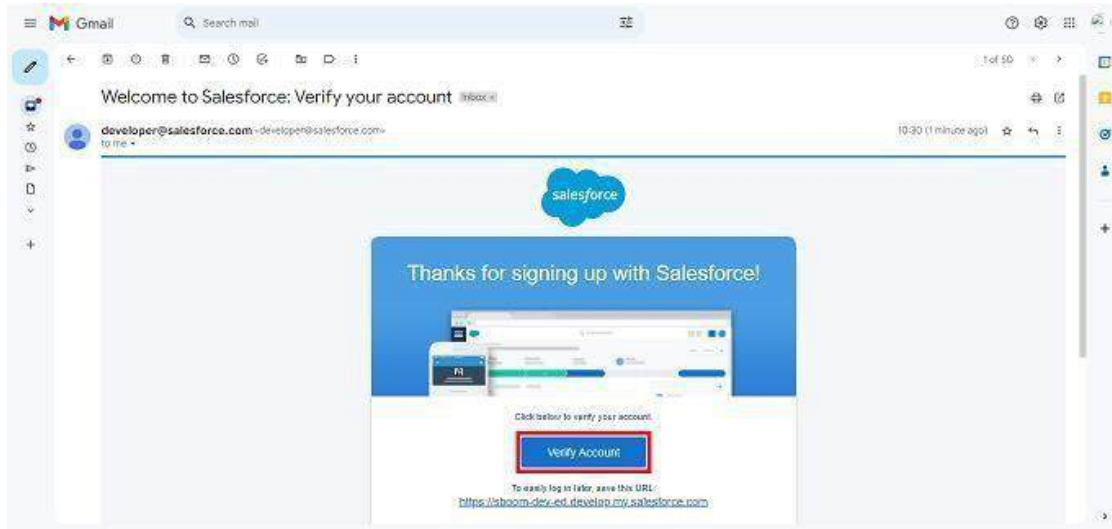 Gmail
Search mail
1 of 50
Welcome to Salesforce: Verify your account Inbox ×
developer@salesforce.com <developer@salesforce.com>
10:30 (1 minute ago)
to me
salesforce
Thanks for signing up with Salesforce!
Click below to verify your account.
Verify Account
To easily log in later, save this URL:
https://sboom-dev-ed.develop.my.salesforce.com